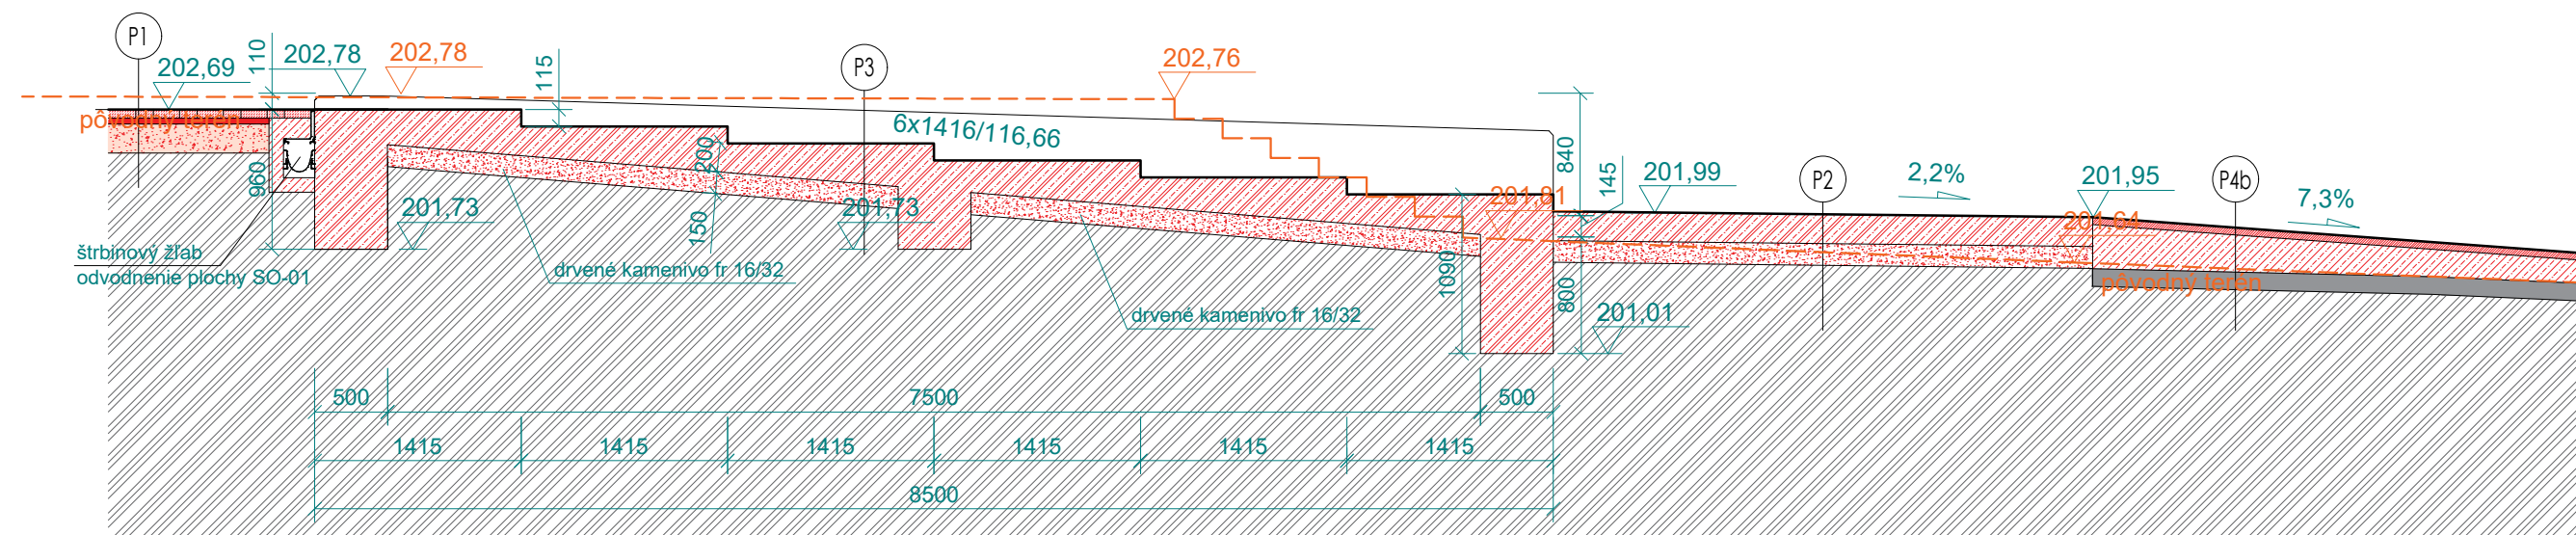 P1
202,69
110
202,78
202,78
115
P3
202,76
6x1416/116,66
pôvodný terén
960
200
150
201,73
201,73
840
145
201,99
2,2%
P2
201,95
P4b
7,3%
201,81
201,64
pôvodný terén
štrbinový žľab
odvodnenie plochy SO-01
drvené kamenivo fr 16/32
drvené kamenivo fr 16/32
1090
800
201,01
500
7500
500
1415
1415
1415
1415
1415
1415
8500